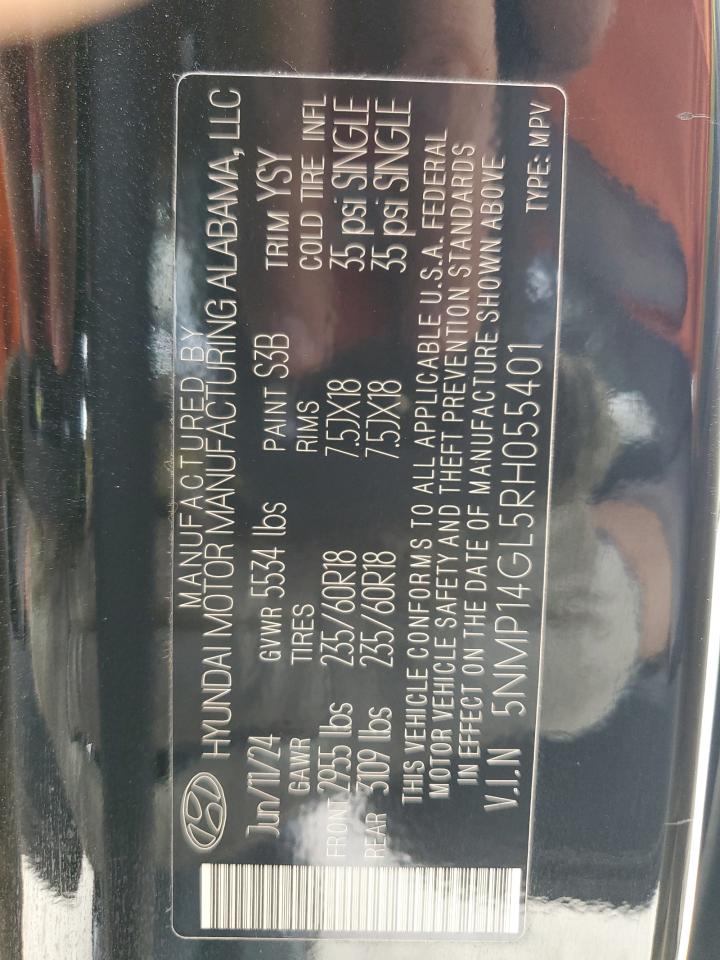 MANUFACTURED BY
HYUNDAI MOTOR MANUFACTURING ALABAMA, LLC
Jun/11/24 GVWR 5534 lbs PAINT S3B TRIM YSY
GAWR TIRES RIMS COLD TIRE INFL
FRONT 2955 lbs 235/60R18 7.5JX18 35 psi SINGLE
REAR 3109 lbs 235/60R18 7.5JX18 35 psi SINGLE
THIS VEHICLE CONFORMS TO ALL APPLICABLE U.S.A. FEDERAL
MOTOR VEHICLE SAFETY AND THEFT PREVENTION STANDARDS
IN EFFECT ON THE DATE OF MANUFACTURE SHOWN ABOVE
V.I.N 5NMP14GL5RH055401 TYPE: MPV